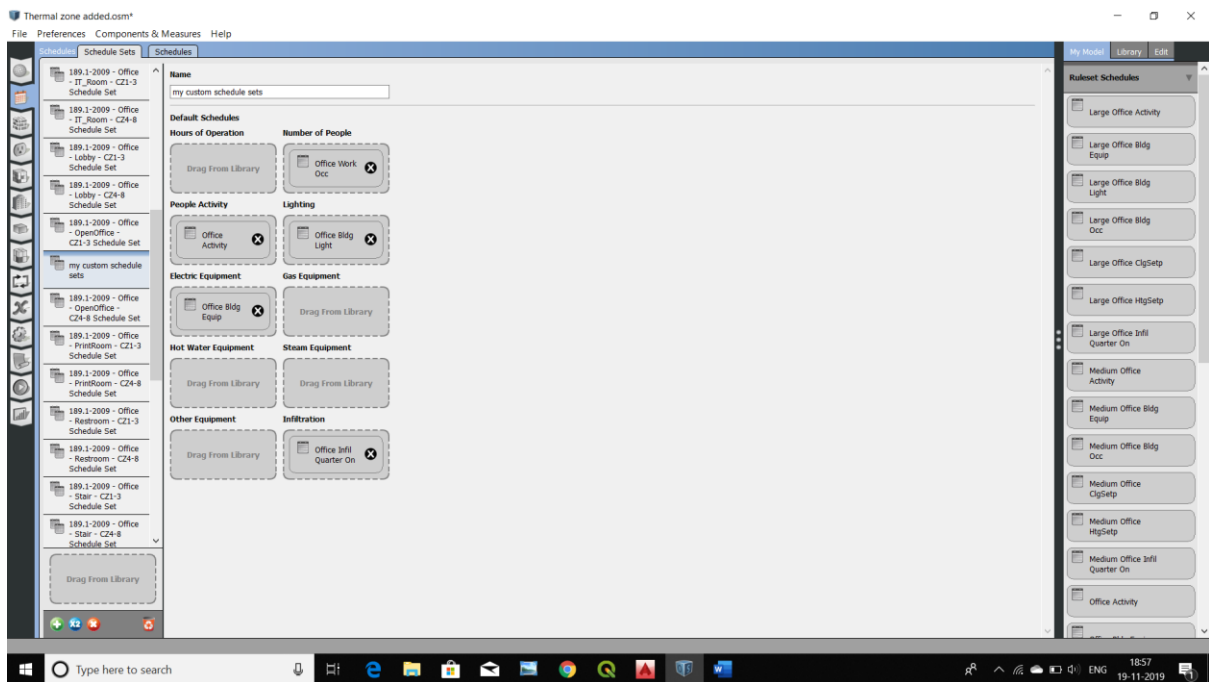 Thermal zone added.osm*
File Preferences Components & Measures Help
Schedules Schedule Sets Schedules
My Model Library Edit
189.1-2009 - Office
- IT_Room - CZ1-3
Schedule Set
189.1-2009 - Office
- IT_Room - CZ4-8
Schedule Set
189.1-2009 - Office
- Lobby - CZ1-3
Schedule Set
189.1-2009 - Office
- Lobby - CZ4-8
Schedule Set
189.1-2009 - Office
- OpenOffice -
CZ1-3 Schedule Set
my custom schedule
sets
189.1-2009 - Office
- OpenOffice -
CZ4-8 Schedule Set
189.1-2009 - Office
- PrintRoom - CZ1-3
Schedule Set
189.1-2009 - Office
- PrintRoom - CZ4-8
Schedule Set
189.1-2009 - Office
- Restroom - CZ1-3
Schedule Set
189.1-2009 - Office
- Restroom - CZ4-8
Schedule Set
189.1-2009 - Office
- Stair - CZ1-3
Schedule Set
189.1-2009 - Office
- Stair - CZ4-8
Schedule Set
Drag From Library
x2
Name
my custom schedule sets
Default Schedules
Hours of Operation Number of People
Drag From Library
Office Work
Occ
People Activity Lighting
Office
Activity
Office Bldg
Light
Electric Equipment Gas Equipment
Office Bldg
Equip
Drag From Library
Hot Water Equipment Steam Equipment
Drag From Library Drag From Library
Other Equipment Infiltration
Drag From Library
Office Infil
Quarter On
Ruleset Schedules
Large Office Activity
Large Office Bldg
Equip
Large Office Bldg
Light
Large Office Bldg
Occ
Large Office ClgSetp
Large Office HtgSetp
Large Office Infil
Quarter On
Medium Office
Activity
Medium Office Bldg
Equip
Medium Office Bldg
Occ
Medium Office
ClgSetp
Medium Office
HtgSetp
Medium Office Infil
Quarter On
Office Activity
Type here to search
ENG
18:57
19-11-2019